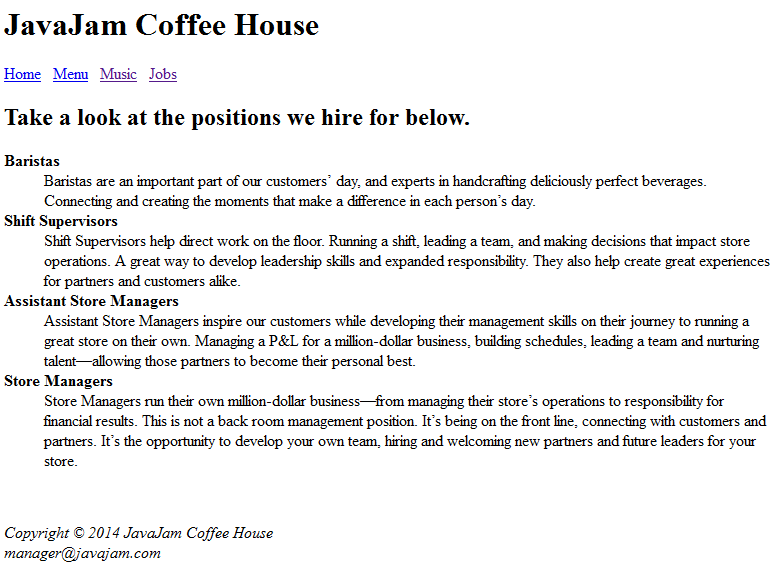 JavaJam Coffee House
Home Menu Music Jobs
Take a look at the positions we hire for below.
Baristas
Baristas are an important part of our customers’ day, and experts in handcrafting deliciously perfect beverages.
Connecting and creating the moments that make a difference in each person’s day.
Shift Supervisors
Shift Supervisors help direct work on the floor. Running a shift, leading a team, and making decisions that impact store
operations. A great way to develop leadership skills and expanded responsibility. They also help create great experiences
for partners and customers alike.
Assistant Store Managers
Assistant Store Managers inspire our customers while developing their management skills on their journey to running a
great store on their own. Managing a P&L for a million-dollar business, building schedules, leading a team and nurturing
talent—allowing those partners to become their personal best.
Store Managers
Store Managers run their own million-dollar business—from managing their store’s operations to responsibility for
financial results. This is not a back room management position. It’s being on the front line, connecting with customers and
partners. It’s the opportunity to develop your own team, hiring and welcoming new partners and future leaders for your
store.
Copyright © 2014 JavaJam Coffee House
manager@javajam.com